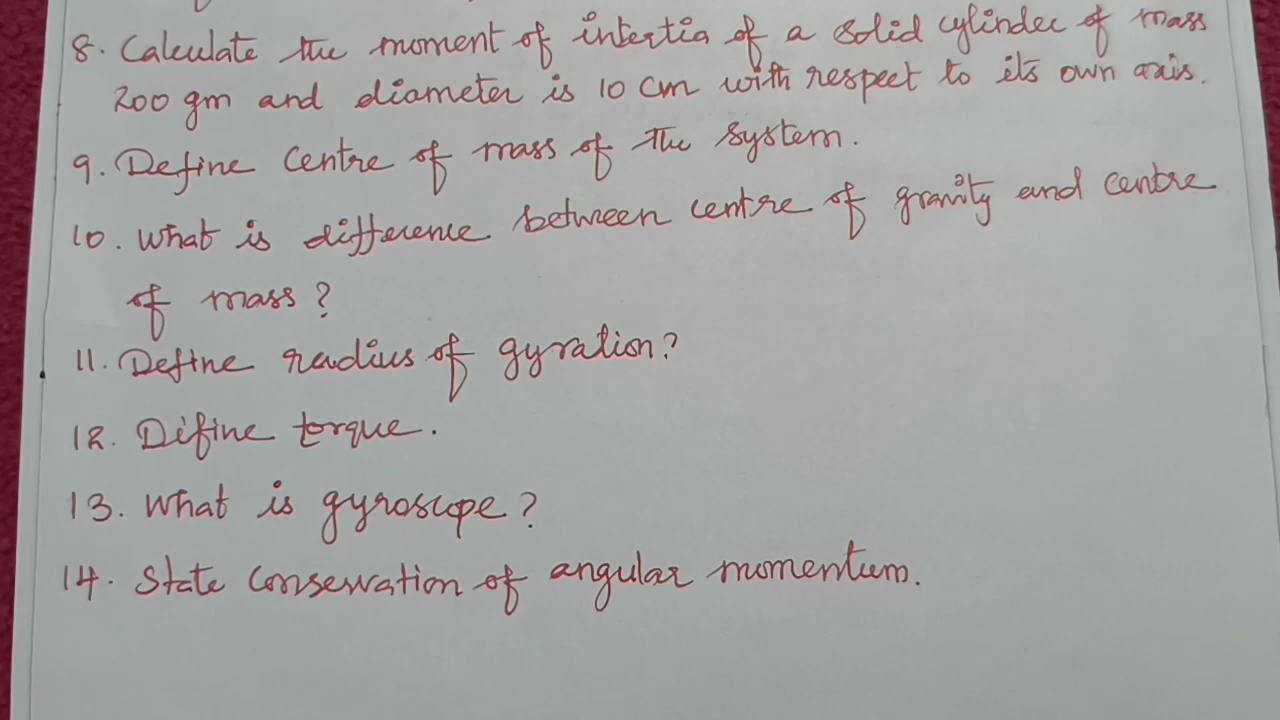 8. Calculate the moment of intertia of a solid cylinder of mass
200 gm and diameter is 10 cm with respect to its own axis.
9. Define Centre of mass of the system.
10. What is difference between centre of gravity and centre
of mass?
11. Define radius of gyration?
12. Define torque.
13. What is gyroscope?
14. State conservation of angular momentum.